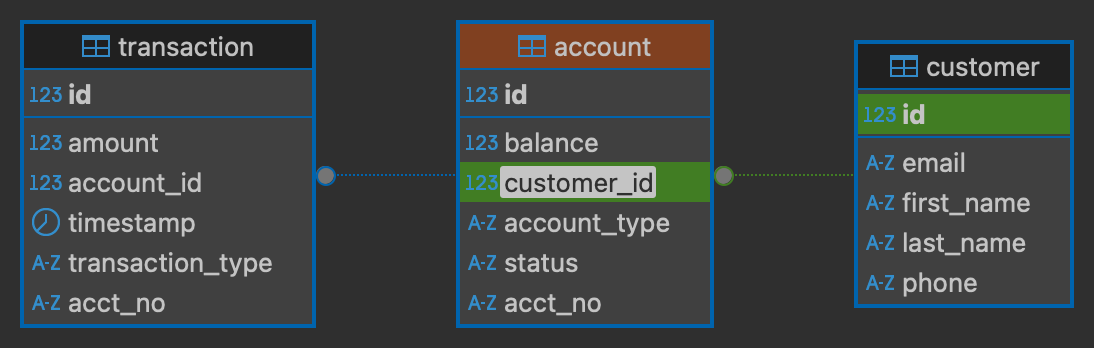 transaction
123 id
123 amount
123 account_id
timestamp
A-Z transaction_type
A-Z acct_no
account
123 id
123 balance
123 customer_id
A-Z account_type
A-Z status
A-Z acct_no
customer
123 id
A-Z email
A-Z first_name
A-Z last_name
A-Z phone